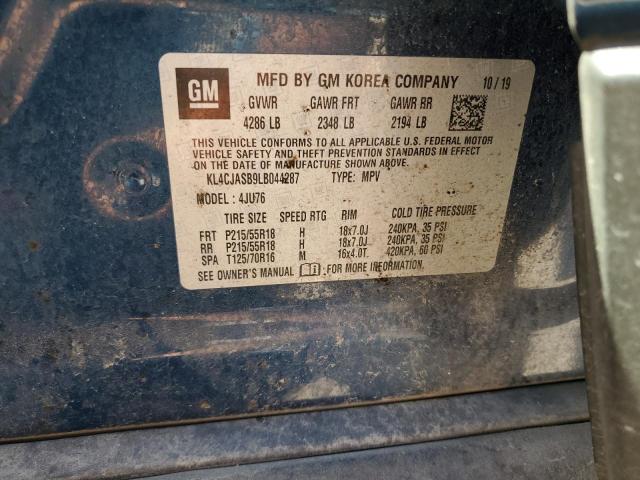 GM MFD BY GM KOREA COMPANY 10/19
GVWR GAWR FRT GAWR RR
4286 LB 2348 LB 2194 LB
THIS VEHICLE CONFORMS TO ALL APPLICABLE U.S. FEDERAL MOTOR
VEHICLE SAFETY AND THEFT PREVENTION STANDARDS IN EFFECT
ON THE DATE OF MANUFACTURE SHOWN ABOVE.
KL4CJASB9LB044287 TYPE: MPV
MODEL: 4JU76
TIRE SIZE SPEED RTG RIM COLD TIRE PRESSURE
FRT P215/55R18 H 18x7.0J 240KPA, 35 PSI
RR P215/55R18 H 18x7.0J 240KPA, 35 PSI
SPA T125/70R16 M 16x4.0T 420KPA, 60 PSI
SEE OWNER'S MANUAL FOR MORE INFORMATION.